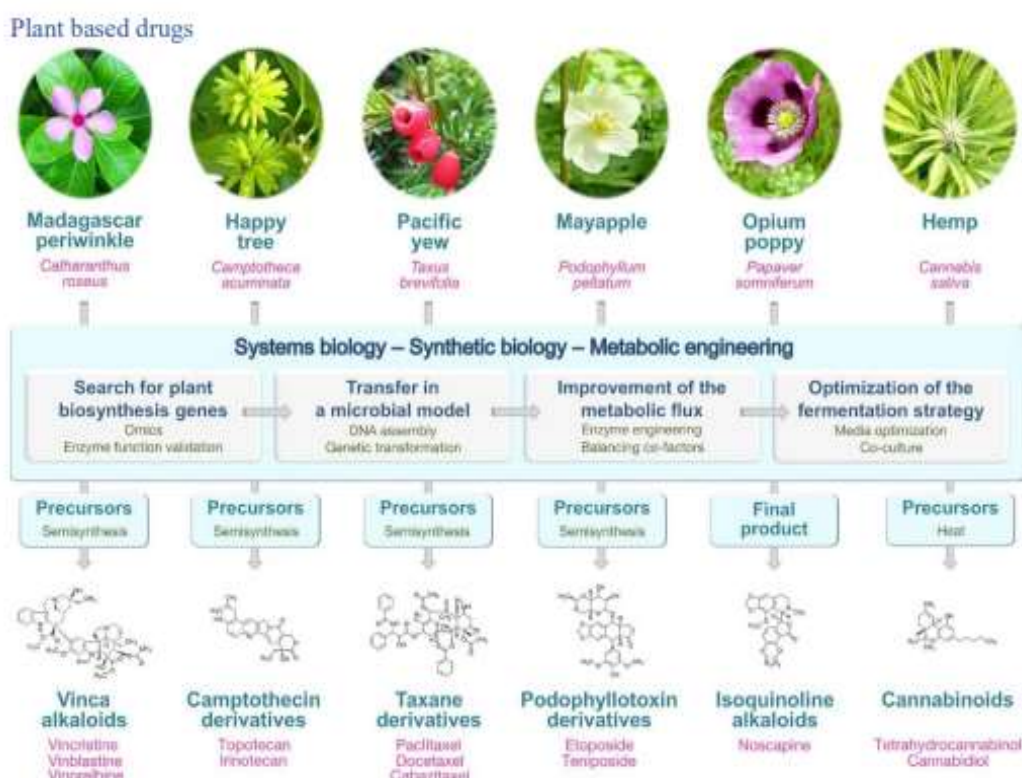 Plant based drugs
Madagascar
periwinkle
Catharanthus
roseus
Happy
tree
Camptotheca
acuminata
Pacific
yew
Taxus
brevifolia
Mayapple
Podophyllum
peltatum
Opium
poppy
Papaver
somniferum
Hemp
Cannabis
sativa
Systems biology – Synthetic biology – Metabolic engineering
Search for plant
biosynthesis genes
Omics
Enzyme function validation
Transfer in
a microbial model
DNA assembly
Genetic transformation
Improvement of the
metabolic flux
Enzyme engineering
Balancing co-factors
Optimization of the
fermentation strategy
Media optimization
Co-culture
Precursors
Semisynthesis
Precursors
Semisynthesis
Precursors
Semisynthesis
Precursors
Semisynthesis
Final
product
Precursors
Heat
Vinca
alkaloids
Vincristine
Vinblastine
Vinorelbine
Camptothecin
derivatives
Topotecan
Irinotecan
Taxane
derivatives
Paclitaxel
Docetaxel
Cabazitaxel
Podophyllotoxin
derivatives
Etoposide
Teniposide
Isoquinoline
alkaloids
Noscapine
Cannabinoids
Tetrahydrocannabinol
Cannabidiol